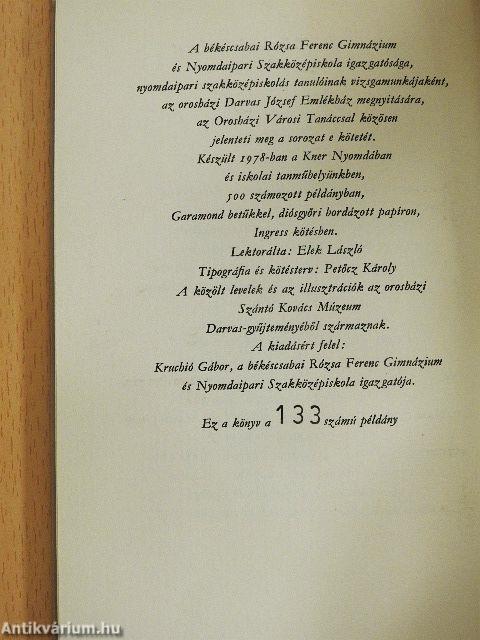 A békéscsabai Rózsa Ferenc Gimnázium
és Nyomdaipari Szakközépiskola igazgatósága,
nyomdaipari szakközépiskolás tanulóinak vizsgamunkájaként,
az orosházi Darvas József Emlékház megnyitására,
az Orosházi Városi Tanáccsal közösen
jelenteti meg a sorozat e kötetét.
Készült 1978-ban a Kner Nyomdában
és iskolai tanműhelyünkben,
500 számozott példányban,
Garamond betűkkel, diósgyőri bordázott papíron,
Ingress kötésben.
Lektorálta: Elek László
Tipográfia és kötésterv: Petőcz Károly
A közölt levelek és az illusztrációk az orosházi
Szántó Kovács Múzeum
Darvas-gyűjteményéből származnak.
A kiadásért felel:
Kruchió Gábor, a békéscsabai Rózsa Ferenc Gimnázium
és Nyomdaipari Szakközépiskola igazgatója.
Ez a könyv a 133 számú példány
Antikvárium.hu